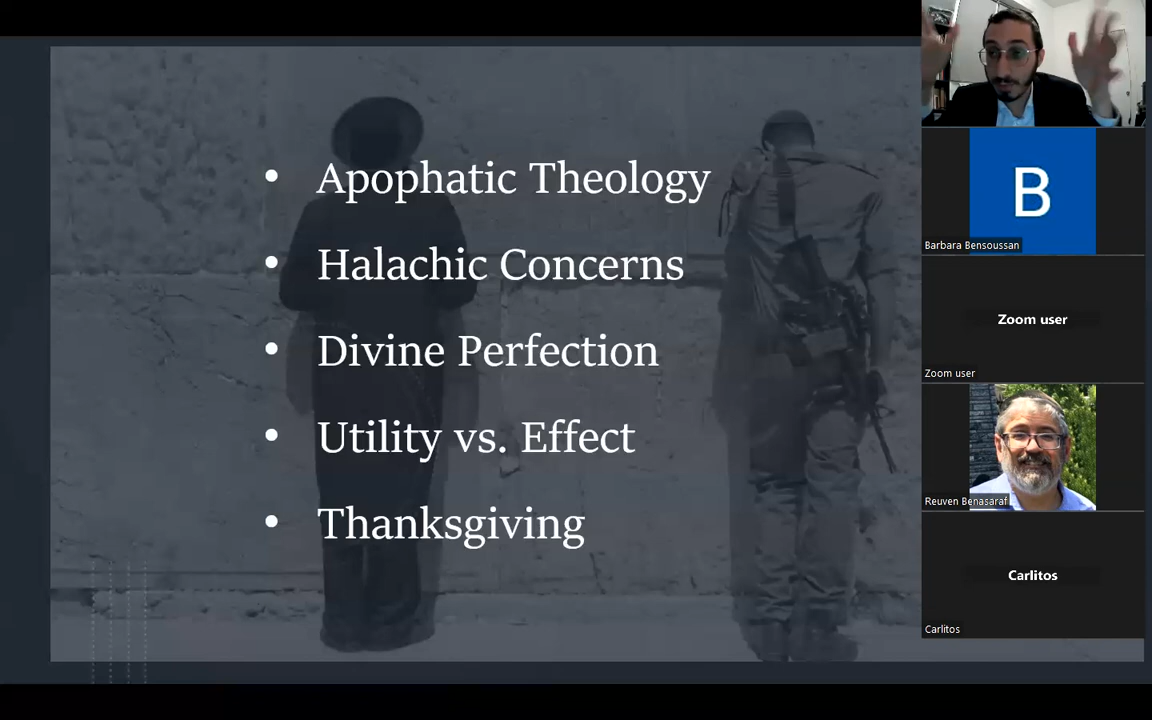 • Apophatic Theology
• Halachic Concerns
• Divine Perfection
• Utility vs. Effect
• Thanksgiving
B
Barbara Bensoussan
Zoom user
Zoom user
Reuven Benasaraf
Carlitos
Carlitos